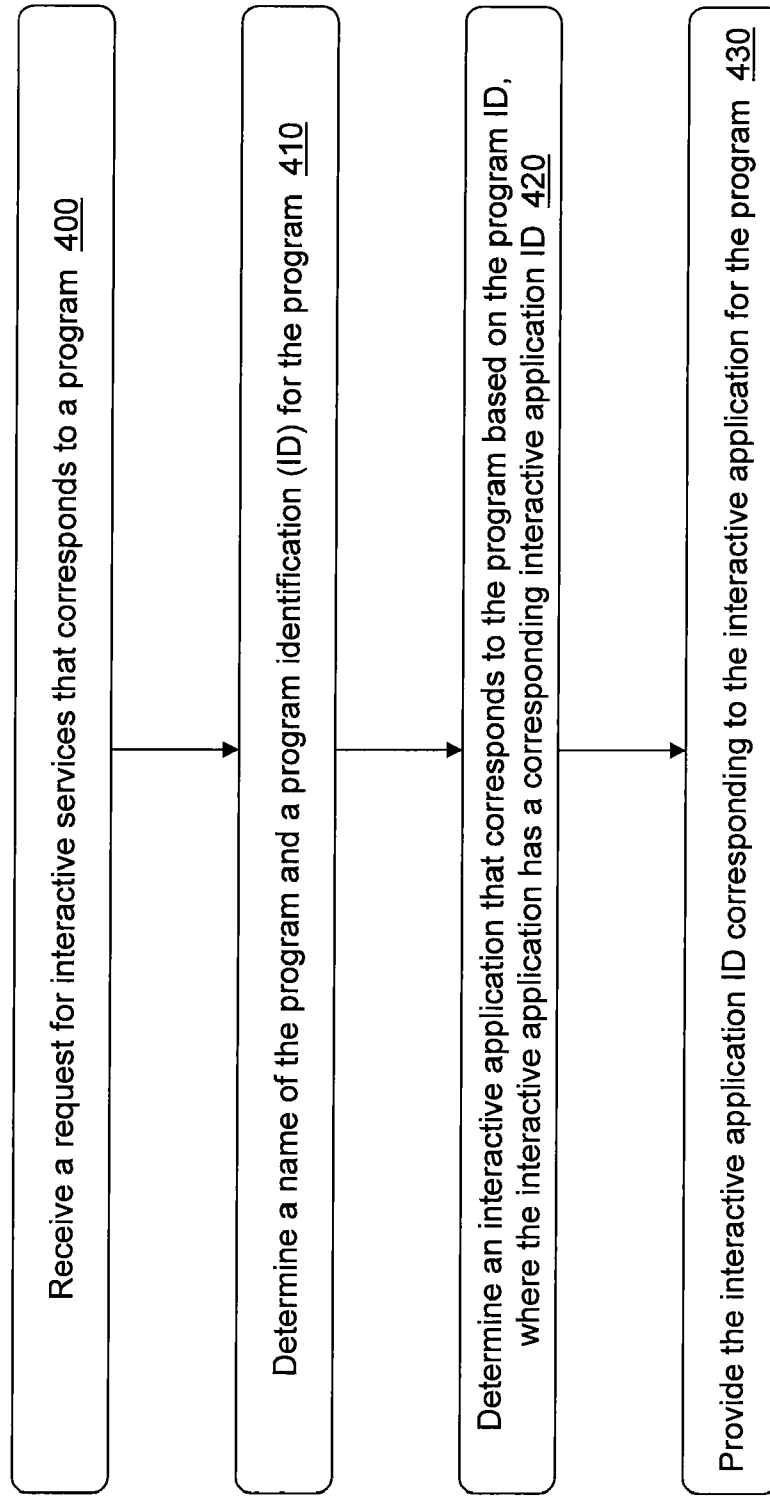 Receive a request for interactive services that corresponds to a program 400
Determine a name of the program and a program identification (ID) for the program 410
Determine an interactive application that corresponds to the program based on the program ID,
where the interactive application has a corresponding interactive application ID 420
Provide the interactive application ID corresponding to the interactive application for the program 430